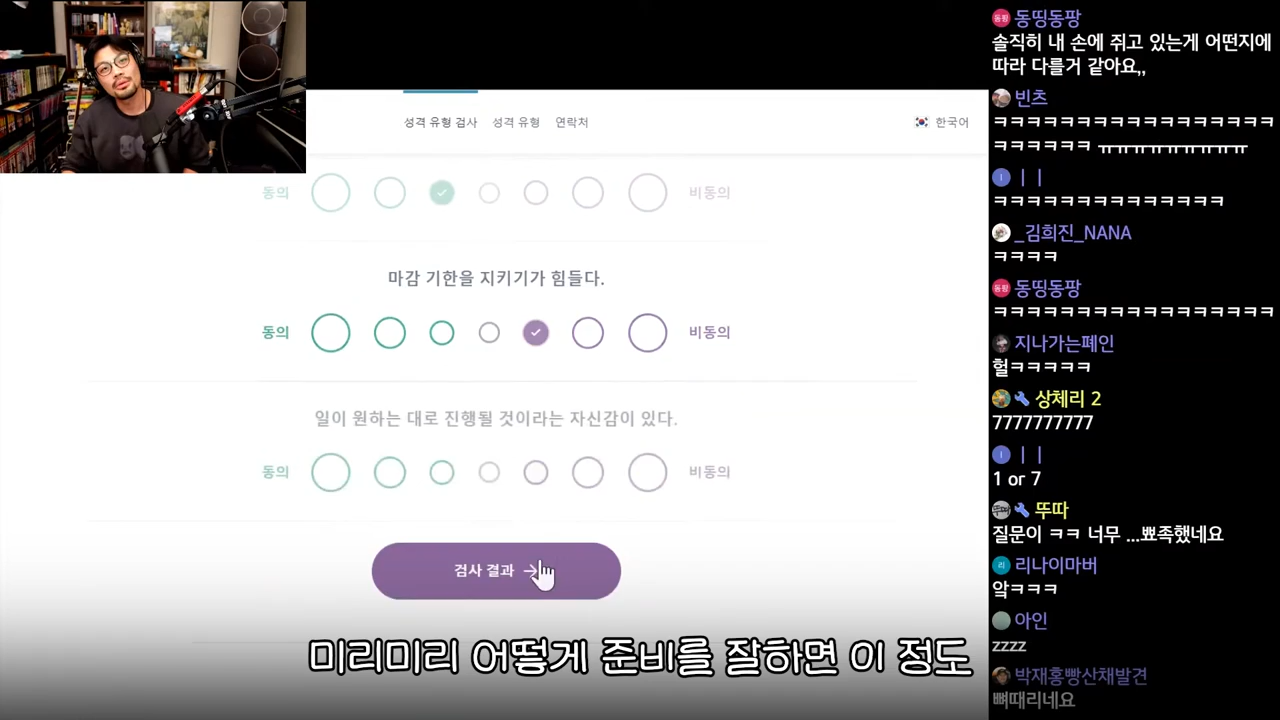 성격 유형 검사 성격 유형 연락처 한국어
동의 비동의
마감 기한을 지키기가 힘들다.
동의 비동의
일이 원하는 대로 진행될 것이라는 자신감이 있다.
동의 비동의
검사 결과 →
미리미리 어떻게 준비를 잘하면 이 정도
동띵동팡
솔직히 내 손에 쥐고 있는게 어떤지에
따라 다를거 같아요,,
빈츠
ㅋㅋㅋㅋㅋㅋㅋㅋㅋㅋㅋㅋㅋㅋㅋㅋㅋ
ㅋㅋㅋㅋㅋㅋ ㅠㅠㅠㅠㅠㅠㅠㅠㅠ
ㅣㅣ
ㅋㅋㅋㅋㅋㅋㅋㅋㅋㅋㅋㅋㅋㅋ
_김희진_NANA
ㅋㅋㅋㅋ
동띵동팡
ㅋㅋㅋㅋㅋㅋㅋㅋㅋㅋㅋㅋㅋㅋㅋㅋㅋ
지나가는폐인
헐ㅋㅋㅋㅋㅋ
상체리 2
7777777777
ㅣㅣ
1 or 7
뚜따
질문이 ㅋㅋ 너무 ...뾰족했네요
리나이마버
앜ㅋㅋㅋ
아인
zzzz
박재홍빵산채발견
뼈때리네요